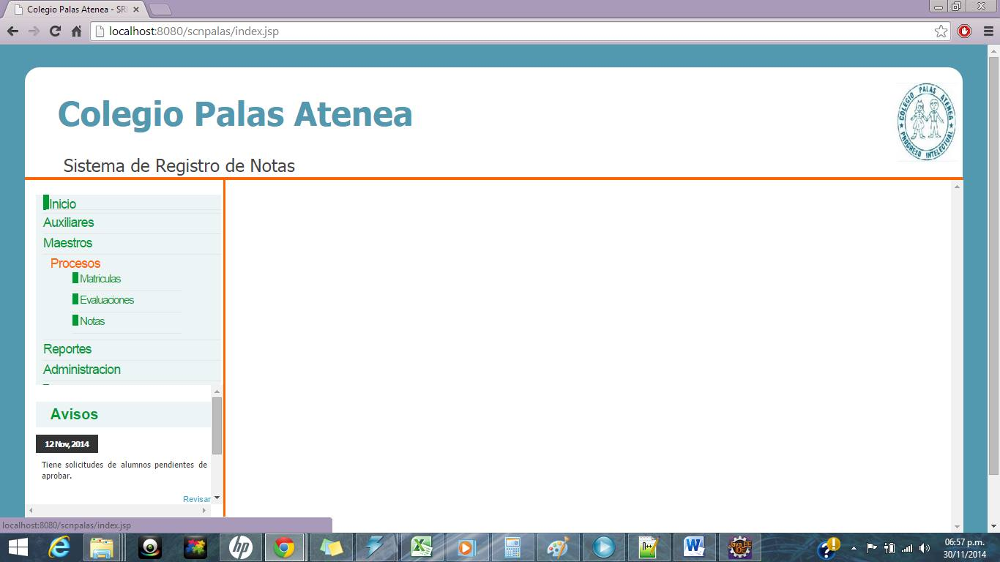 Colegio Palas Atenea - SR
localhost:8080/scnpalas/index.jsp
Colegio Palas Atenea
COLEGIO PALAS ATENEA
PROGRESO INTELECTUAL
Sistema de Registro de Notas
Inicio
Auxiliares
Maestros
Procesos
Matriculas
Evaluaciones
Notas
Reportes
Administracion
Avisos
12 Nov, 2014
Tiene solicitudes de alumnos pendientes de
aprobar.
Revisar
localhost:8080/scnpalas/index.jsp
hp
Java EE
IDE
06:57 p.m.
30/11/2014